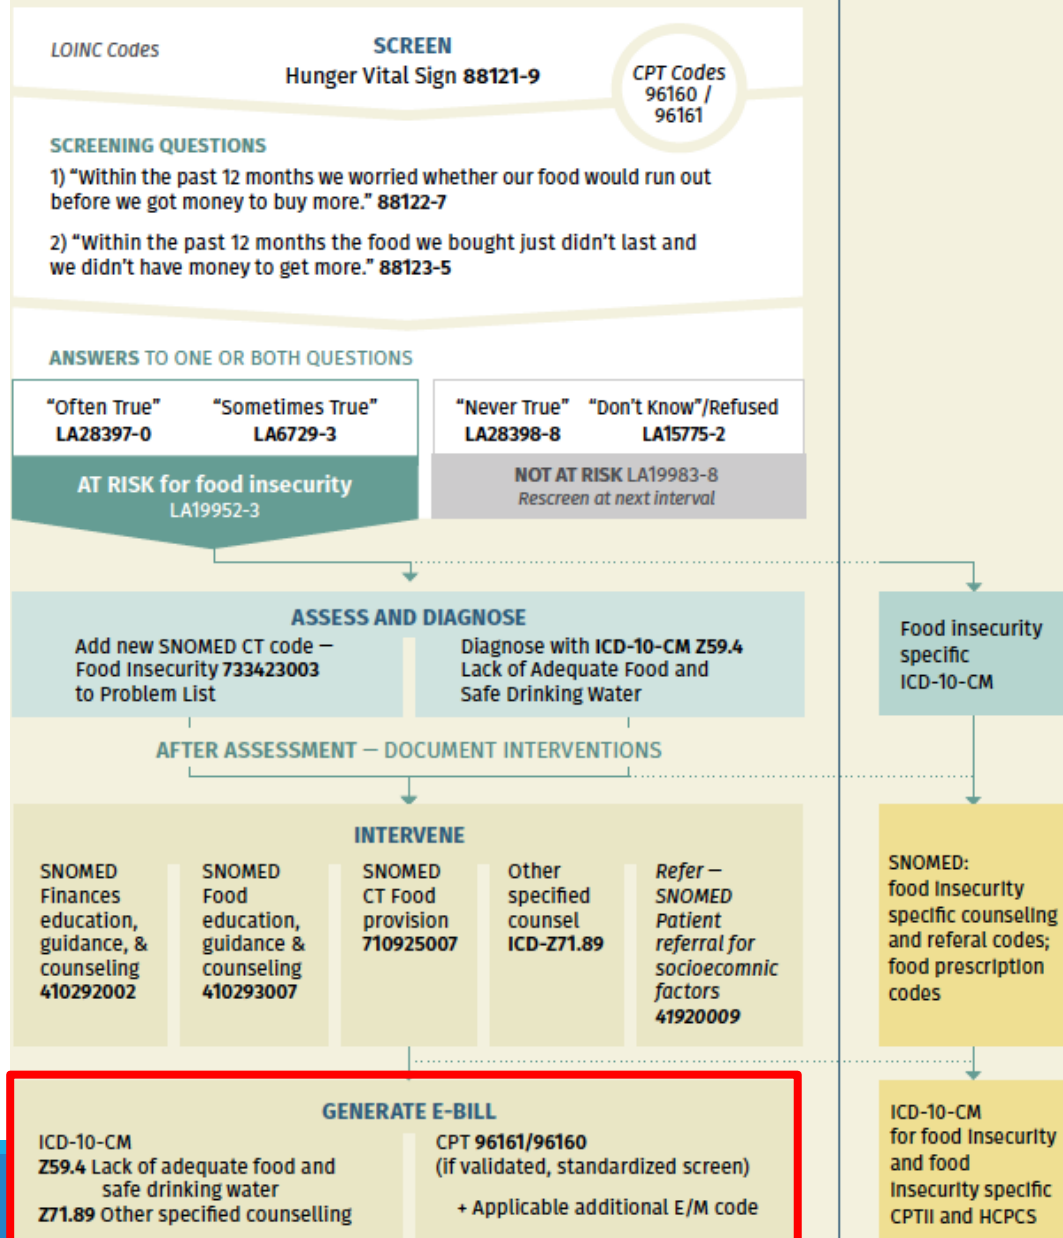 LOINC Codes
SCREEN
Hunger Vital Sign 88121-9
CPT Codes
96160 /
96161
SCREENING QUESTIONS
1) “Within the past 12 months we worried whether our food would run out
before we got money to buy more.” 88122-7
2) “Within the past 12 months the food we bought just didn’t last and
we didn’t have money to get more.” 88123-5
ANSWERS TO ONE OR BOTH QUESTIONS
“Often True”
LA28397-0
“Sometimes True”
LA6729-3
“Never True”
LA28398-8
“Don’t Know”/Refused
LA15775-2
AT RISK for food insecurity
LA19952-3
NOT AT RISK LA19983-8
Rescreen at next interval
ASSESS AND DIAGNOSE
Add new SNOMED CT code —
Food Insecurity 733423003
to Problem List
Diagnose with ICD-10-CM Z59.4
Lack of Adequate Food and
Safe Drinking Water
Food insecurity
specific
ICD-10-CM
AFTER ASSESSMENT — DOCUMENT INTERVENTIONS
INTERVENE
SNOMED
Finances
education,
guidance, &
counseling
410292002
SNOMED
Food
education,
guidance &
counseling
410293007
SNOMED
CT Food
provision
710925007
Other
specified
counsel
ICD-Z71.89
Refer —
SNOMED
Patient
referral for
socioecomnic
factors
41920009
SNOMED:
food insecurity
specific counseling
and referal codes;
food prescription
codes
GENERATE E-BILL
ICD-10-CM
Z59.4 Lack of adequate food and
safe drinking water
Z71.89 Other specified counselling
CPT 96161/96160
(if validated, standardized screen)
+ Applicable additional E/M code
ICD-10-CM
for food insecurity
and food
insecurity specific
CPTII and HCPCS